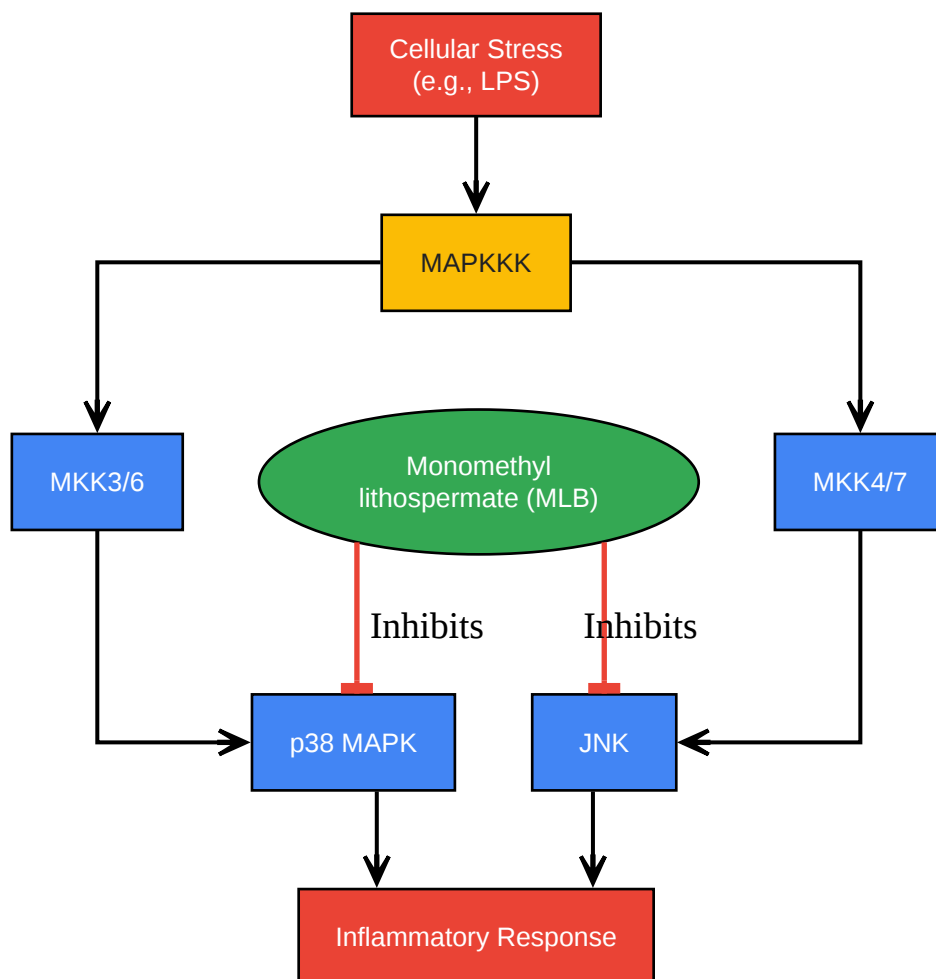 Cellular Stress
(e.g., LPS)
MAPKKK
MKK3/6
Monomethyl
lithospermate (MLB)
MKK4/7
Inhibits
Inhibits
p38 MAPK
JNK
Inflammatory Response